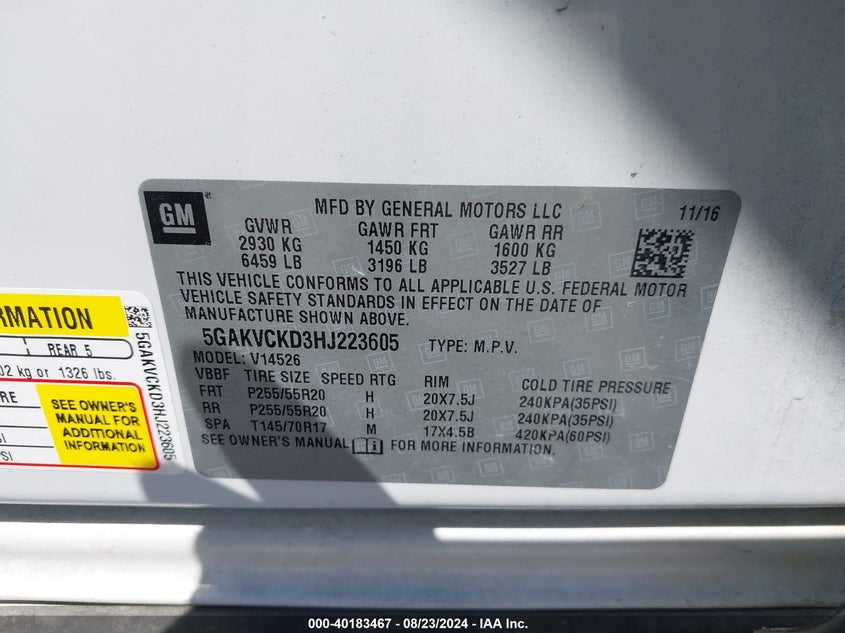 GM
MFD BY GENERAL MOTORS LLC 11/16
GVWR GAWR FRT GAWR RR
2930 KG 1450 KG 1600 KG
6459 LB 3196 LB 3527 LB
THIS VEHICLE CONFORMS TO ALL APPLICABLE U.S. FEDERAL MOTOR
VEHICLE SAFETY STANDARDS IN EFFECT ON THE DATE OF
MANUFACTURE SHOWN ABOVE.
5GAKVCKD3HJ223605 TYPE: M.P.V.
MODEL: V14526
VBBF TIRE SIZE SPEED RTG RIM COLD TIRE PRESSURE
FRT P255/55R20 H 20X7.5J 240KPA(35PSI)
RR P255/55R20 H 20X7.5J 240KPA(35PSI)
SPA T145/70R17 M 17X4.5B 420KPA(60PSI)
SEE OWNER'S MANUAL FOR MORE INFORMATION.
REAR 5
kg or 1326 lbs.
SEE OWNER'S
MANUAL FOR
ADDITIONAL
INFORMATION
5GAKVCKD3HJ223605
000-40183467 - 08/23/2024 - IAA Inc.